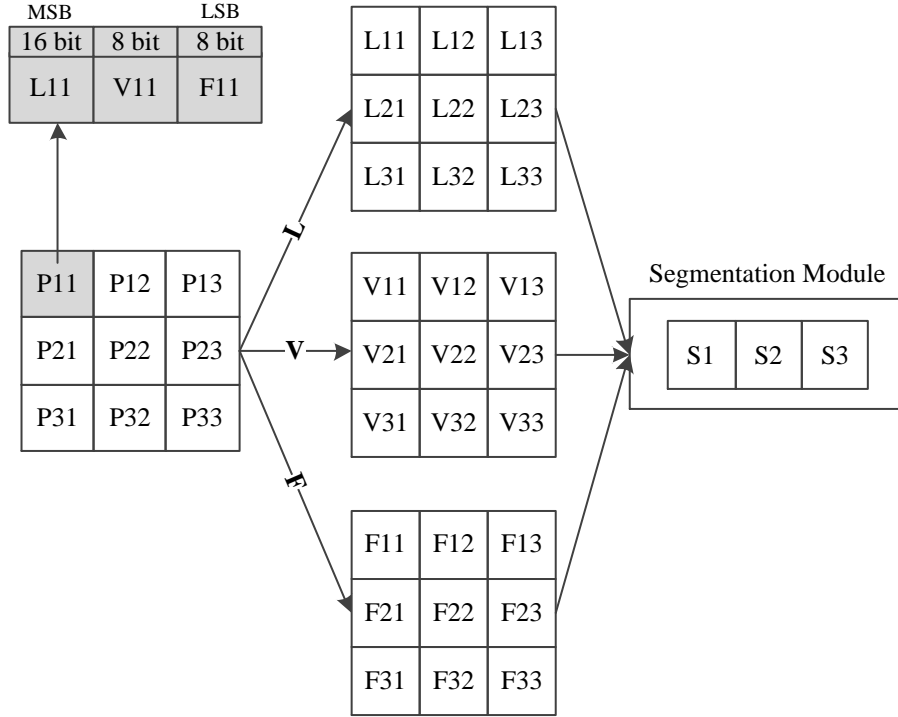 MSB LSB
16 bit 8 bit 8 bit
L11 V11 F11
P11 P12 P13
P21 P22 P23
P31 P32 P33
L
V
F
L11 L12 L13
L21 L22 L23
L31 L32 L33
V11 V12 V13
V21 V22 V23
V31 V32 V33
F11 F12 F13
F21 F22 F23
F31 F32 F33
Segmentation Module
S1 S2 S3